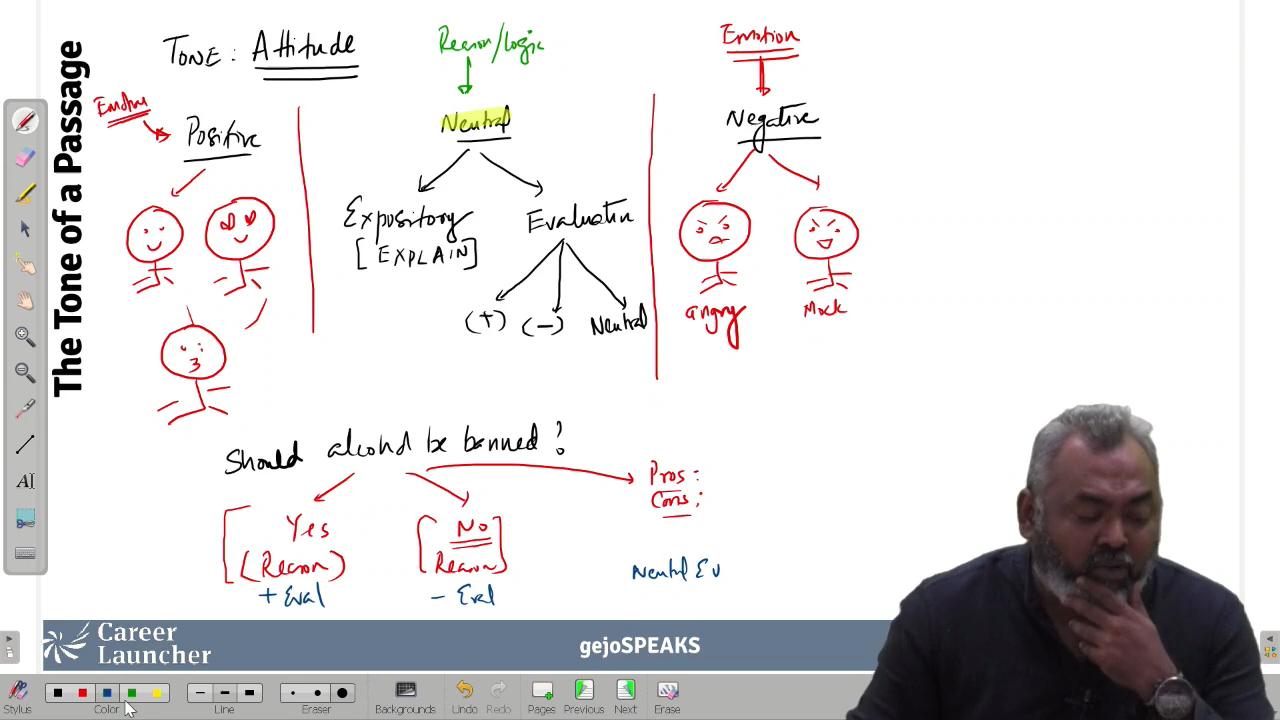 The Tone of a Passage
TONE: Attitude
Reason/Logic
Emotion
Emotion
Positive
Neutral
Negative
Expository
[EXPLAIN]
Evaluative
(+) (-) Neutral
angry
Mock
Should alcohol be banned?
Yes
(Reason)
+ Eval
No
Reason
- Eval
Pros:
Cons:
Neutral Ev
Career
Launcher
gejoSPEAKS
Stylus
Color
Line
Eraser
Backgrounds
Undo
Redo
Pages
Previous
Next
Erase
AI